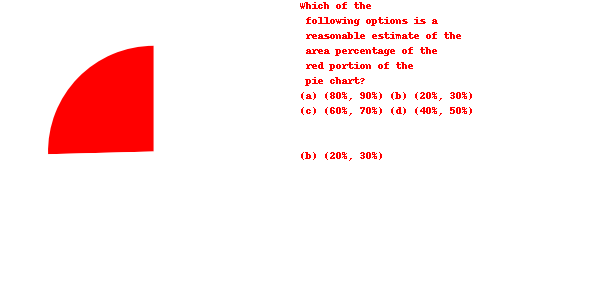 Which of the
following options is a
reasonable estimate of the
area percentage of the
red portion of the
pie chart?
(a) (80%, 90%) (b) (20%, 30%)
(c) (60%, 70%) (d) (40%, 50%)
(b) (20%, 30%)